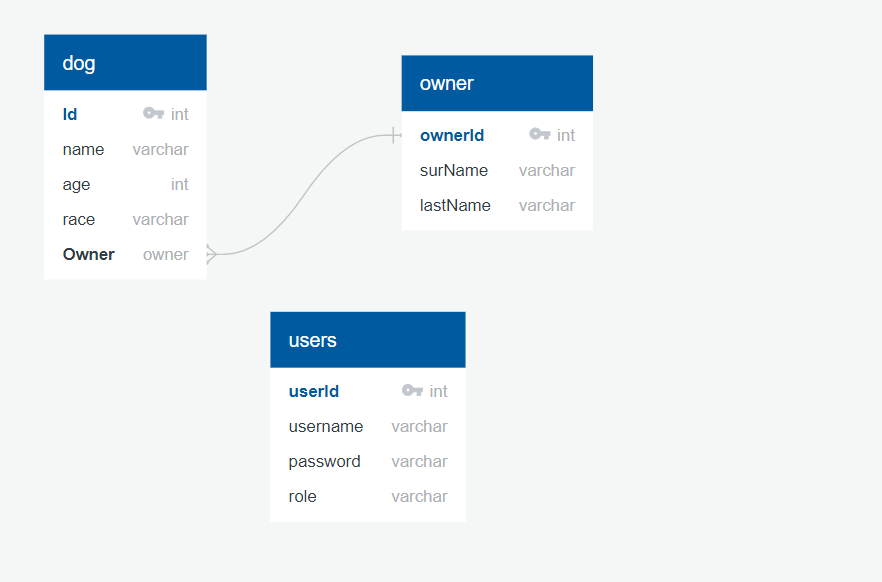 dog
Id int
name varchar
age int
race varchar
Owner owner
owner
ownerId int
surName varchar
lastName varchar
users
userId int
username varchar
password varchar
role varchar